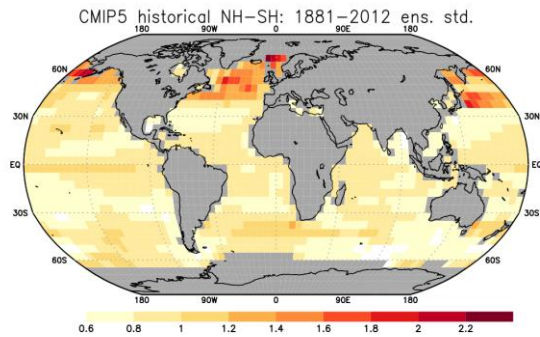 CMIP5 historical NH-SH: 1881-2012 ens. std.
180 90W 0 90E 180
60N 60N
30N 30N
EQ EQ
30S 30S
60S 60S
180 90W 0 90E 180
0.6 0.8 1 1.2 1.4 1.6 1.8 2 2.2